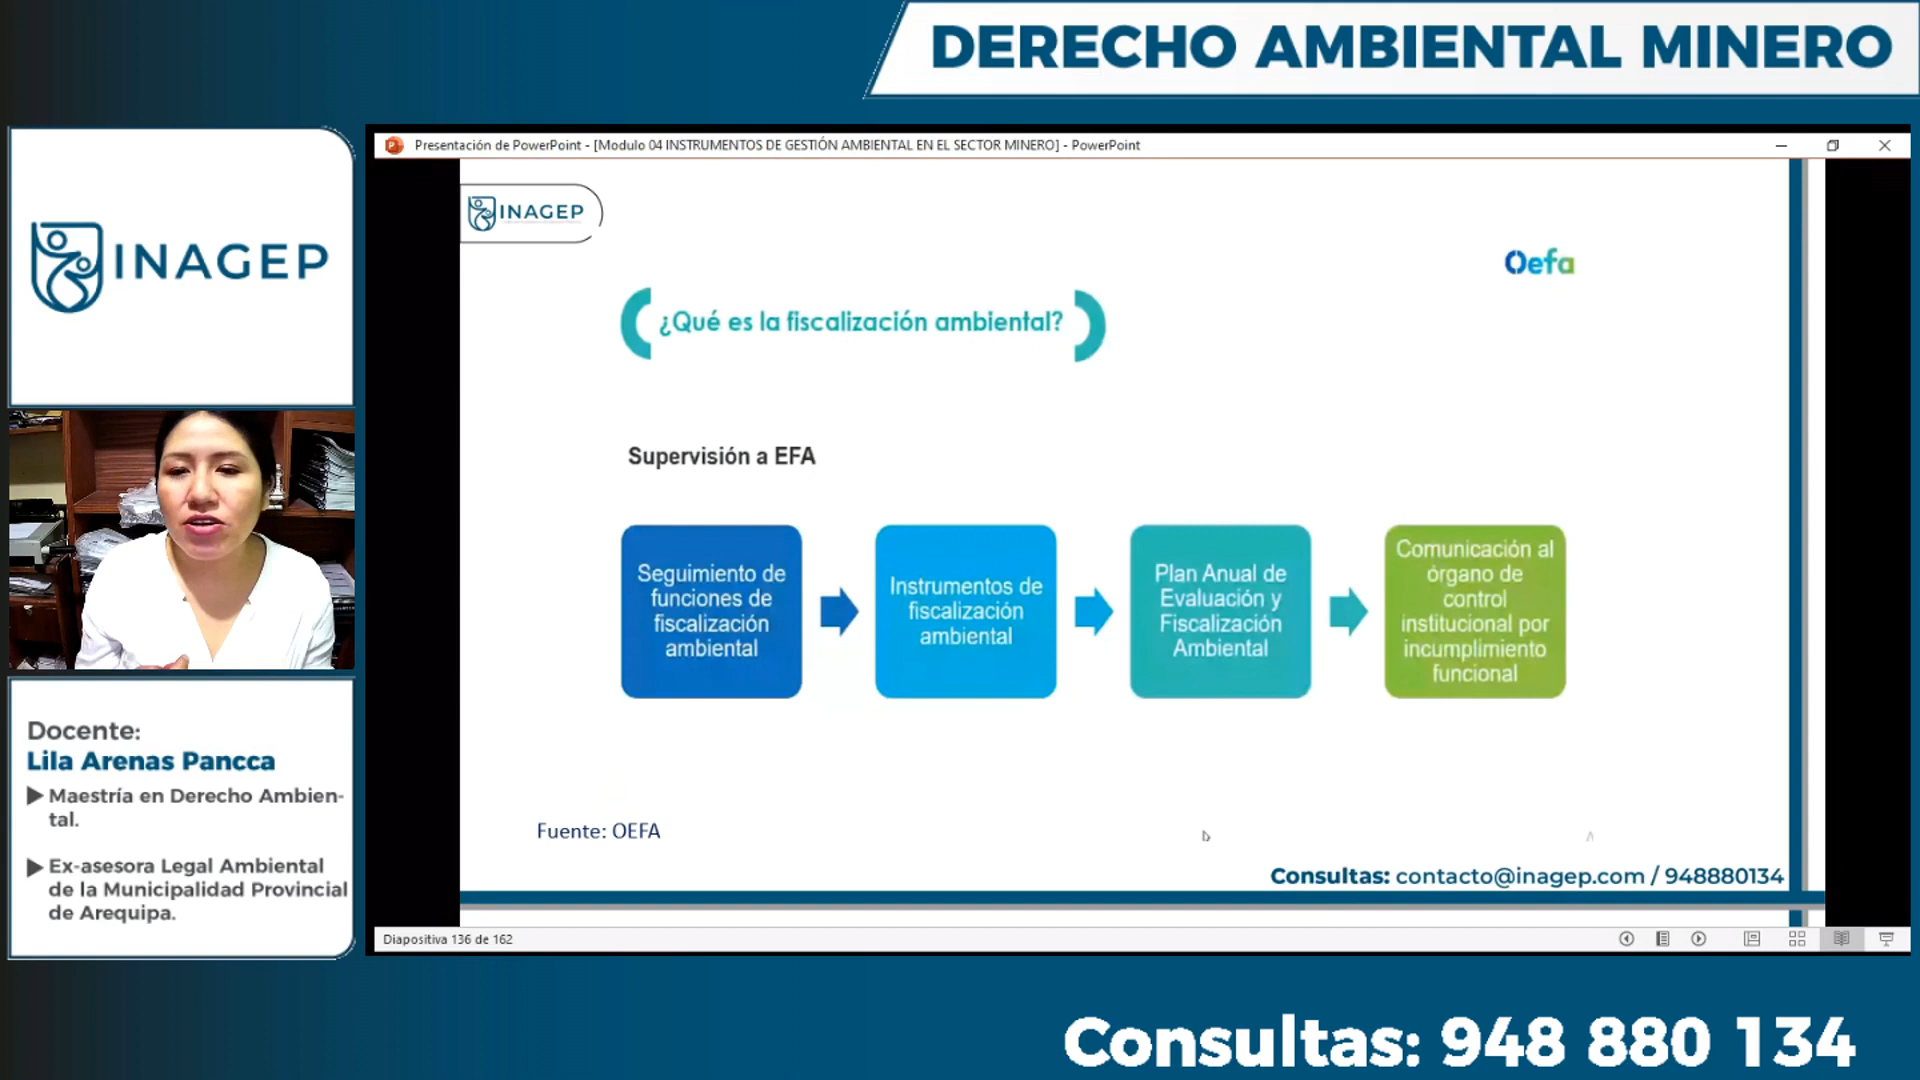 DERECHO AMBIENTAL MINERO
INAGEP
Docente:
Lila Arenas Pancca
Maestría en Derecho Ambien-
tal.
Ex-asesora Legal Ambiental
de la Municipalidad Provincial
de Arequipa.
Presentación de PowerPoint - [Modulo 04 INSTRUMENTOS DE GESTIÓN AMBIENTAL EN EL SECTOR MINERO] - PowerPoint
INAGEP
Oefa
¿Qué es la fiscalización ambiental?
Supervisión a EFA
Seguimiento de
funciones de
fiscalización
ambiental
Instrumentos de
fiscalización
ambiental
Plan Anual de
Evaluación y
Fiscalización
Ambiental
Comunicación al
órgano de
control
institucional por
incumplimiento
funcional
Fuente: OEFA
Consultas: contacto@inagep.com / 948880134
Diapositiva 136 de 162
Consultas: 948 880 134